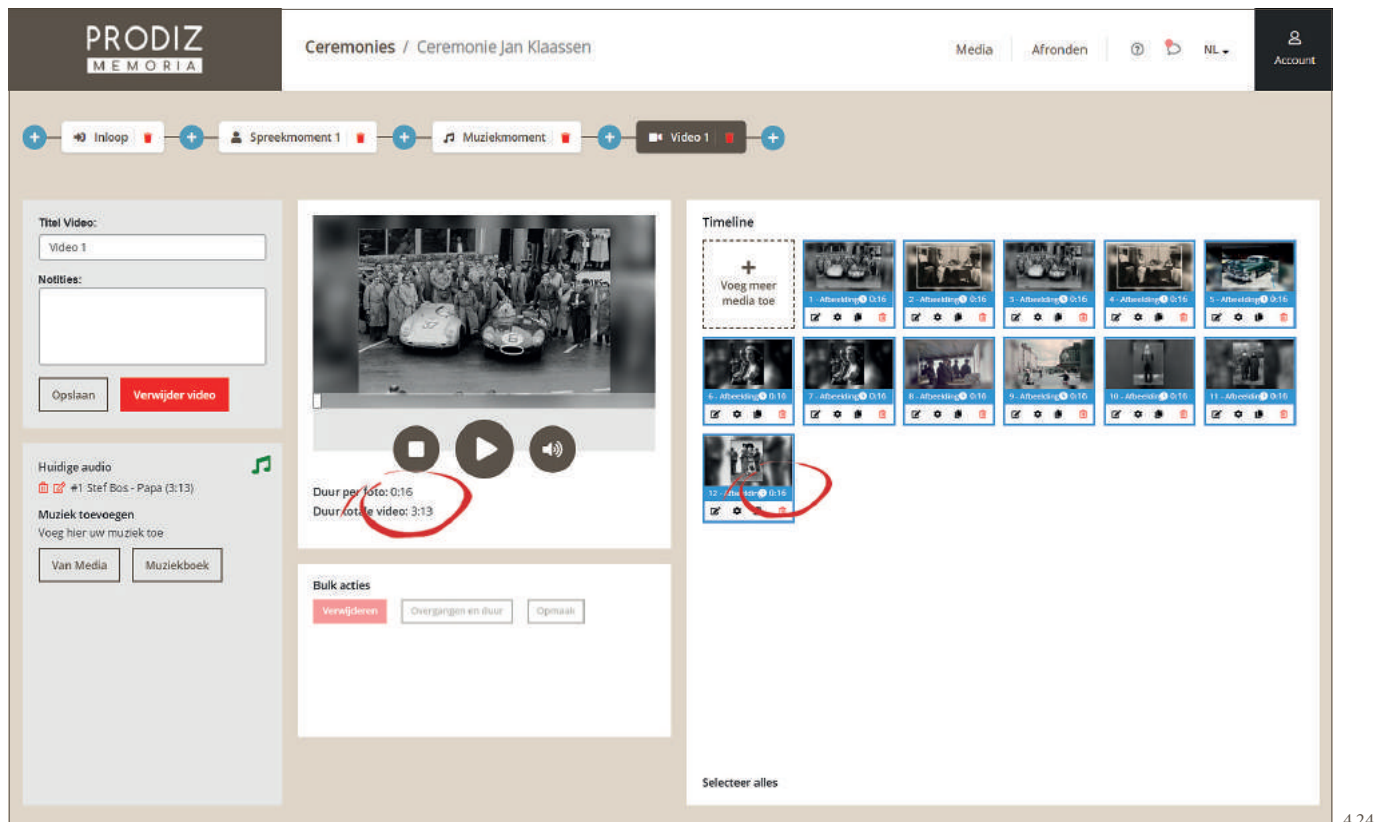 PRODIZ
MEMORIA
Ceremonies / Ceremonie Jan Klaassen
Media
Afronden
NL
Account
Inloop
Spreekmoment 1
Muziekmoment
Video 1
Titel Video:
Video 1
Notities:
Opslaan
Verwijder video
Huidige audio
#1 Stef Bos - Papa (3:13)
Muziek toevoegen
Voeg hier uw muziek toe
Van Media
Muziekboek
37
6
Duur per foto: 0:16
Duur totale video: 3:13
Bulk acties
Verwijderen
Overgangen en duur
Opmaak
Timeline
Voeg meer
media toe
1 - Afbeelding 0:16
2 - Afbeelding 0:16
3 - Afbeelding 0:16
4 - Afbeelding 0:16
5 - Afbeelding 0:16
6 - Afbeelding 0:16
7 - Afbeelding 0:16
8 - Afbeelding 0:16
9 - Afbeelding 0:16
10 - Afbeelding 0:16
11 - Afbeelding 0:16
12 - Afbeelding 0:16
Selecteer alles